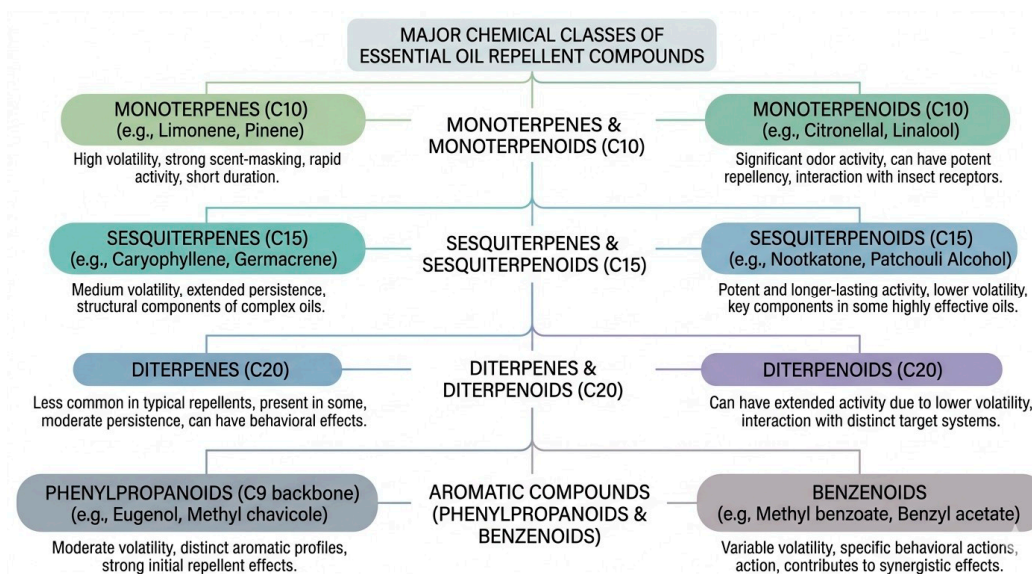 MAJOR CHEMICAL CLASSES OF
ESSENTIAL OIL REPELLENT COMPOUNDS
MONOTERPENES (C10)
(e.g., Limonene, Pinene)
High volatility, strong scent-masking, rapid
activity, short duration.
MONOTERPENES &
MONOTERPENOIDS (C10)
MONOTERPENOIDS (C10)
(e.g., Citronellal, Linalool)
Significant odor activity, can have potent
repellency, interaction with insect receptors.
SESQUITERPENES (C15)
(e.g., Caryophyllene, Germacrene)
Medium volatility, extended persistence,
structural components of complex oils.
SESQUITERPENES &
SESQUITERPENOIDS (C15)
SESQUITERPENOIDS (C15)
(e.g., Nootkatone, Patchouli Alcohol)
Potent and longer-lasting activity, lower volatility,
key components in some highly effective oils.
DITERPENES (C20)
Less common in typical repellents, present in some,
moderate persistence, can have behavioral effects.
DITERPENES &
DITERPENOIDS (C20)
DITERPENOIDS (C20)
Can have extended activity due to lower volatility,
interaction with distinct target systems.
PHENYLPROPANOIDS (C9 backbone)
(e.g., Eugenol, Methyl chavicole)
Moderate volatility, distinct aromatic profiles,
strong initial repellent effects.
AROMATIC COMPOUNDS
(PHENYLPROPANOIDS &
BENZENOIDS)
BENZENOIDS
(e.g, Methyl benzoate, Benzyl acetate)
Variable volatility, specific behavioral actions,
action, contributes to synergistic effects.